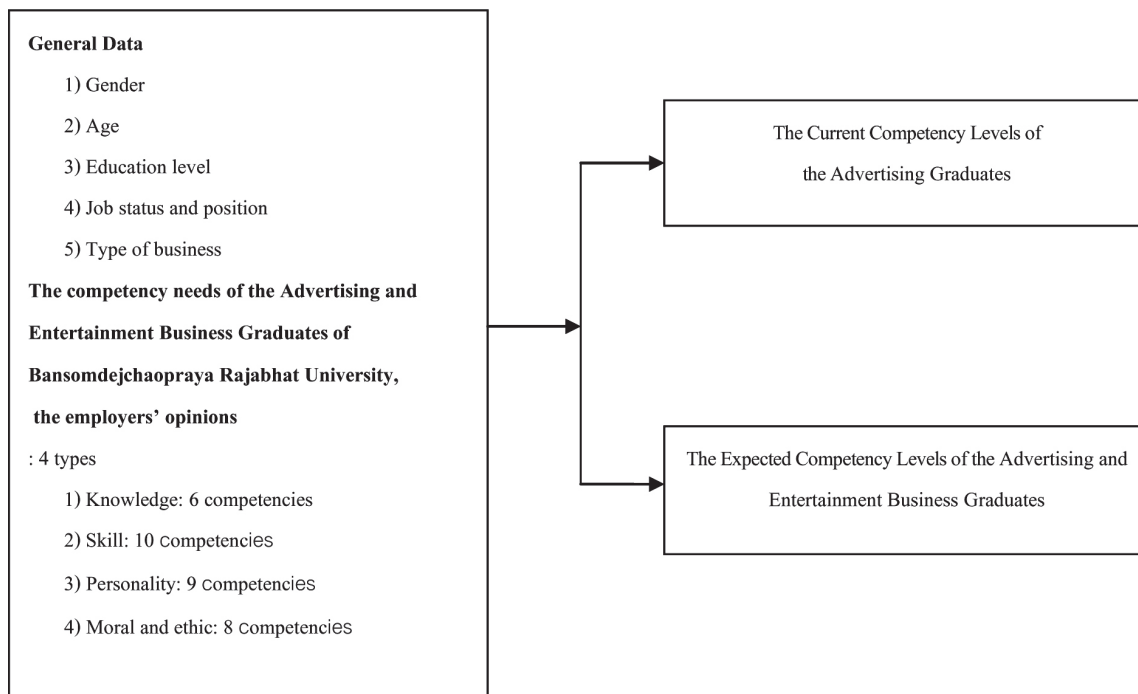 General Data
1) Gender
2) Age
3) Education level
4) Job status and position
5) Type of business
The competency needs of the Advertising and
Entertainment Business Graduates of
Bansomdejchaopraya Rajabhat University,
the employers’ opinions
: 4 types
1) Knowledge: 6 competencies
2) Skill: 10 competencies
3) Personality: 9 competencies
4) Moral and ethic: 8 competencies
The Current Competency Levels of
the Advertising Graduates
The Expected Competency Levels of the Advertising and
Entertainment Business Graduates